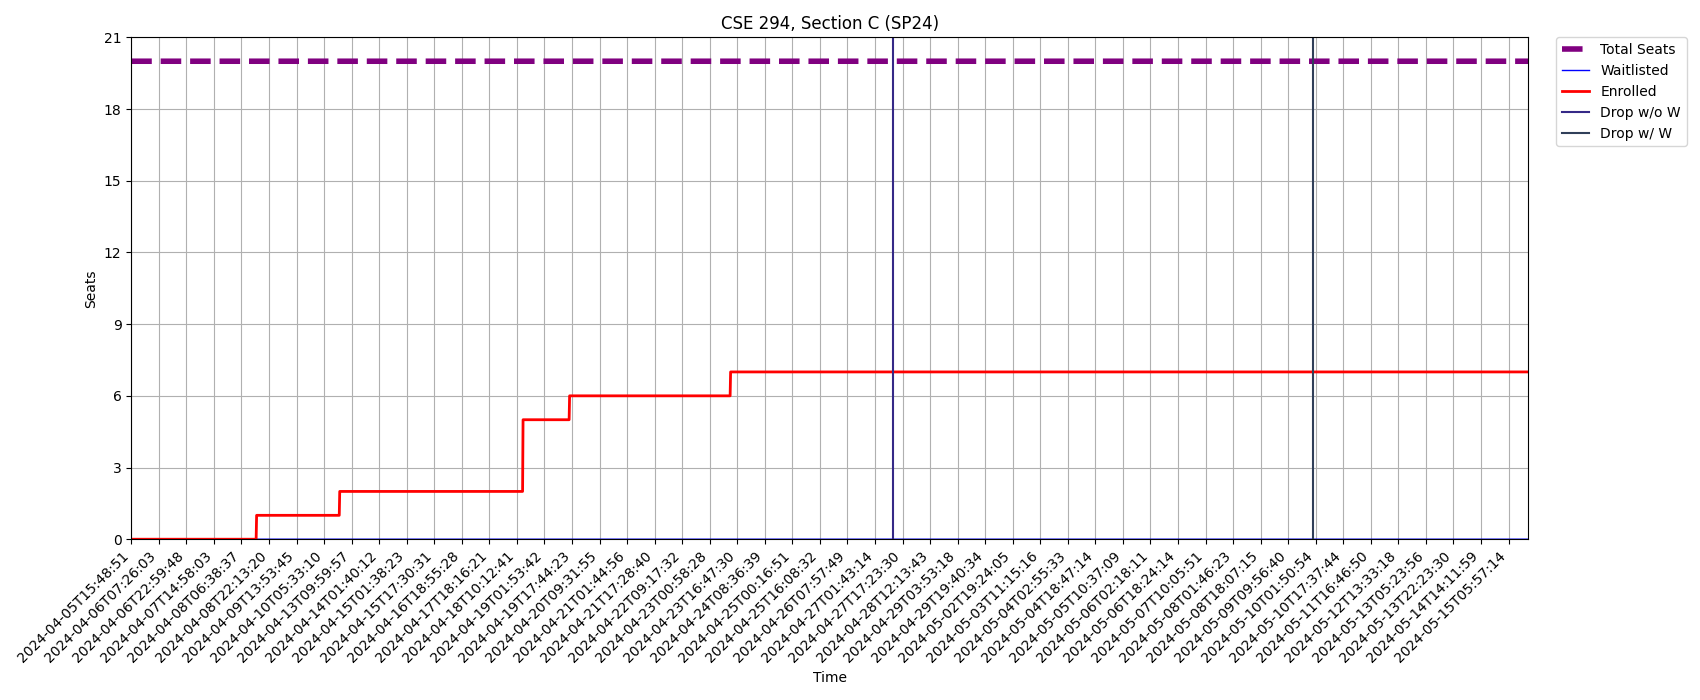 CSE 294, Section C (SP24)
21
18
15
12
9
6
3
0
Seats
Total Seats
Waitlisted
Enrolled
Drop w/o W
Drop w/ W
2024-04-05T15:48:51
2024-04-06T07:26:03
2024-04-06T22:59:48
2024-04-07T14:58:03
2024-04-08T06:38:37
2024-04-08T22:13:20
2024-04-09T13:53:45
2024-04-10T05:33:10
2024-04-13T09:59:57
2024-04-14T01:40:12
2024-04-15T01:38:23
2024-04-15T17:30:31
2024-04-16T18:55:28
2024-04-17T18:16:21
2024-04-18T10:12:41
2024-04-19T01:53:42
2024-04-19T17:44:23
2024-04-20T09:31:55
2024-04-21T01:44:56
2024-04-21T17:28:40
2024-04-22T09:17:32
2024-04-23T00:58:28
2024-04-23T16:47:30
2024-04-24T08:36:39
2024-04-25T00:16:51
2024-04-25T16:08:32
2024-04-26T07:57:49
2024-04-27T01:43:14
2024-04-27T17:23:30
2024-04-28T12:13:43
2024-04-29T03:53:18
2024-04-29T19:40:34
2024-05-02T19:24:05
2024-05-03T11:15:16
2024-05-04T02:55:33
2024-05-04T18:47:14
2024-05-05T10:37:09
2024-05-06T02:18:11
2024-05-06T18:24:14
2024-05-07T10:05:51
2024-05-08T01:46:23
2024-05-08T18:07:15
2024-05-09T09:56:40
2024-05-10T01:50:54
2024-05-10T17:37:44
2024-05-11T16:46:50
2024-05-12T13:33:18
2024-05-13T05:23:56
2024-05-13T22:23:30
2024-05-14T14:11:59
2024-05-15T05:57:14
Time